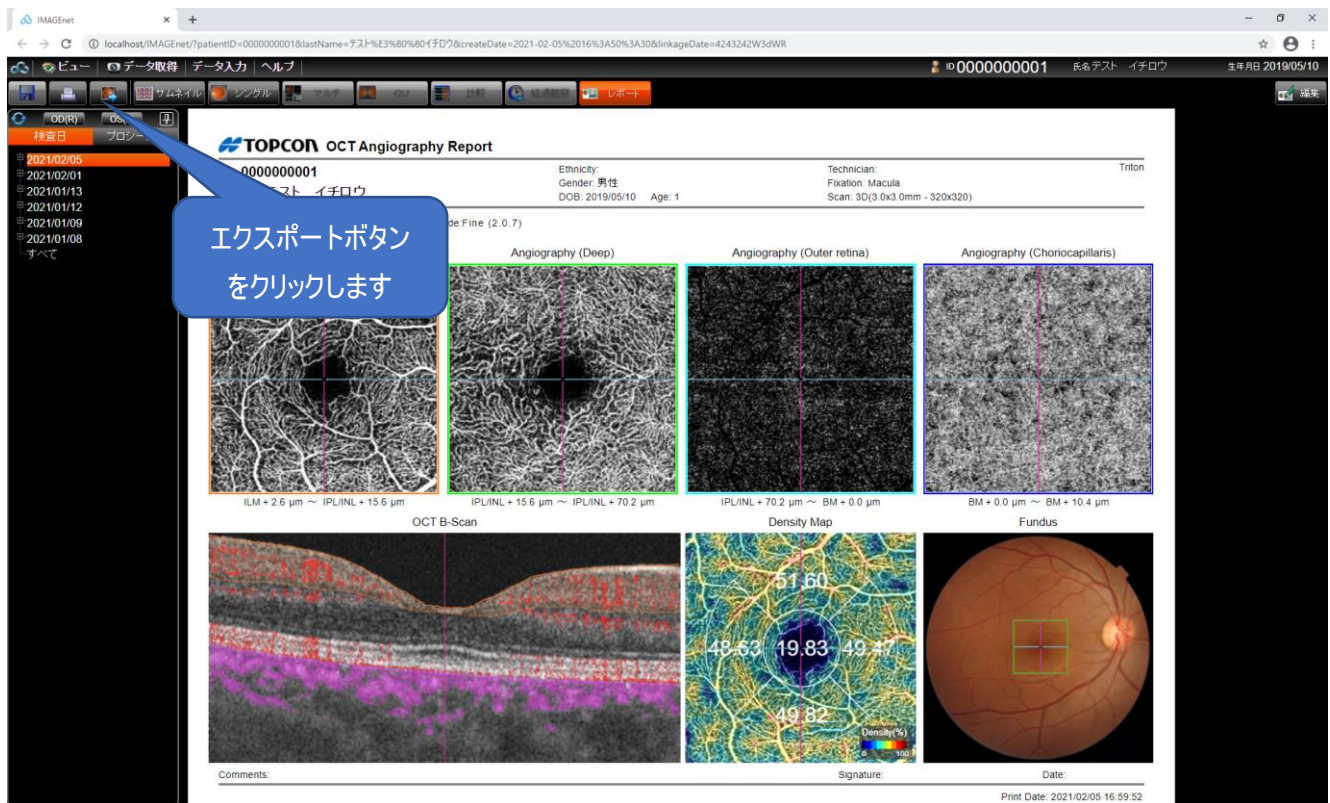 IMAGEnet
localhost/IMAGEnet/?patientID=0000000001&lastName=テスト%E3%80%80イチロウ&createDate=2021-02-05%2016%3A50%3A30&linkageDate=4243242W3dWR
ビュー データ取得 データ入力 ヘルプ ID 0000000001 氏名 テスト イチロウ 生年月日 2019/05/10
サムネイル シングル マルチ OU 比較 経過観察 レポート 編集
OD(R)
検査日
2021/02/05
2021/02/01
2021/01/13
2021/01/12
2021/01/09
2021/01/08
すべて
エクスポートボタン
をクリックします
TOPCON OCT Angiography Report
0000000001 Ethnicity: Technician: Triton
イチロウ Gender: 男性 Fixation: Macula
DOB: 2019/05/10 Age: 1 Scan: 3D(3.0x3.0mm - 320x320)
de:Fine (2.0.7)
Angiography (Deep) Angiography (Outer retina) Angiography (Choriocapillaris)
ILM + 2.6 µm ～ IPL/INL + 15.6 µm IPL/INL + 15.6 µm ～ IPL/INL + 70.2 µm IPL/INL + 70.2 µm ～ BM + 0.0 µm BM + 0.0 µm ～ BM + 10.4 µm
OCT B-Scan Density Map Fundus
51.60
48.63 19.83 49.47
49.82
Density(%)
0 100
Comments: Signature: Date:
Print Date: 2021/02/05 16:59:52